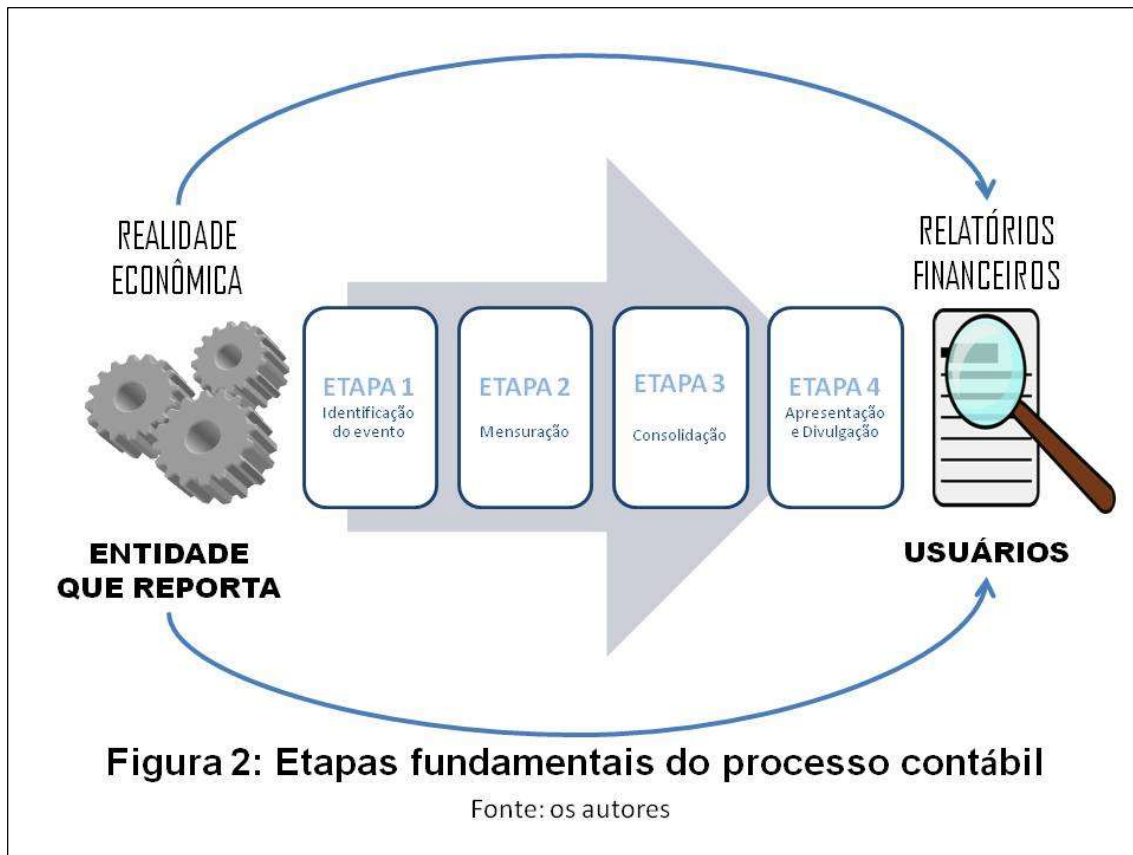 REALIDADE
ECONÔMICA
RELATÓRIOS
FINANCEIROS
ETAPA 1
Identificação
do evento
ETAPA 2
Mensuração
ETAPA 3
Consolidação
ETAPA 4
Apresentação
e Divulgação
ENTIDADE
QUE REPORTA
USUÁRIOS
Figura 2: Etapas fundamentais do processo contábil
Fonte: os autores